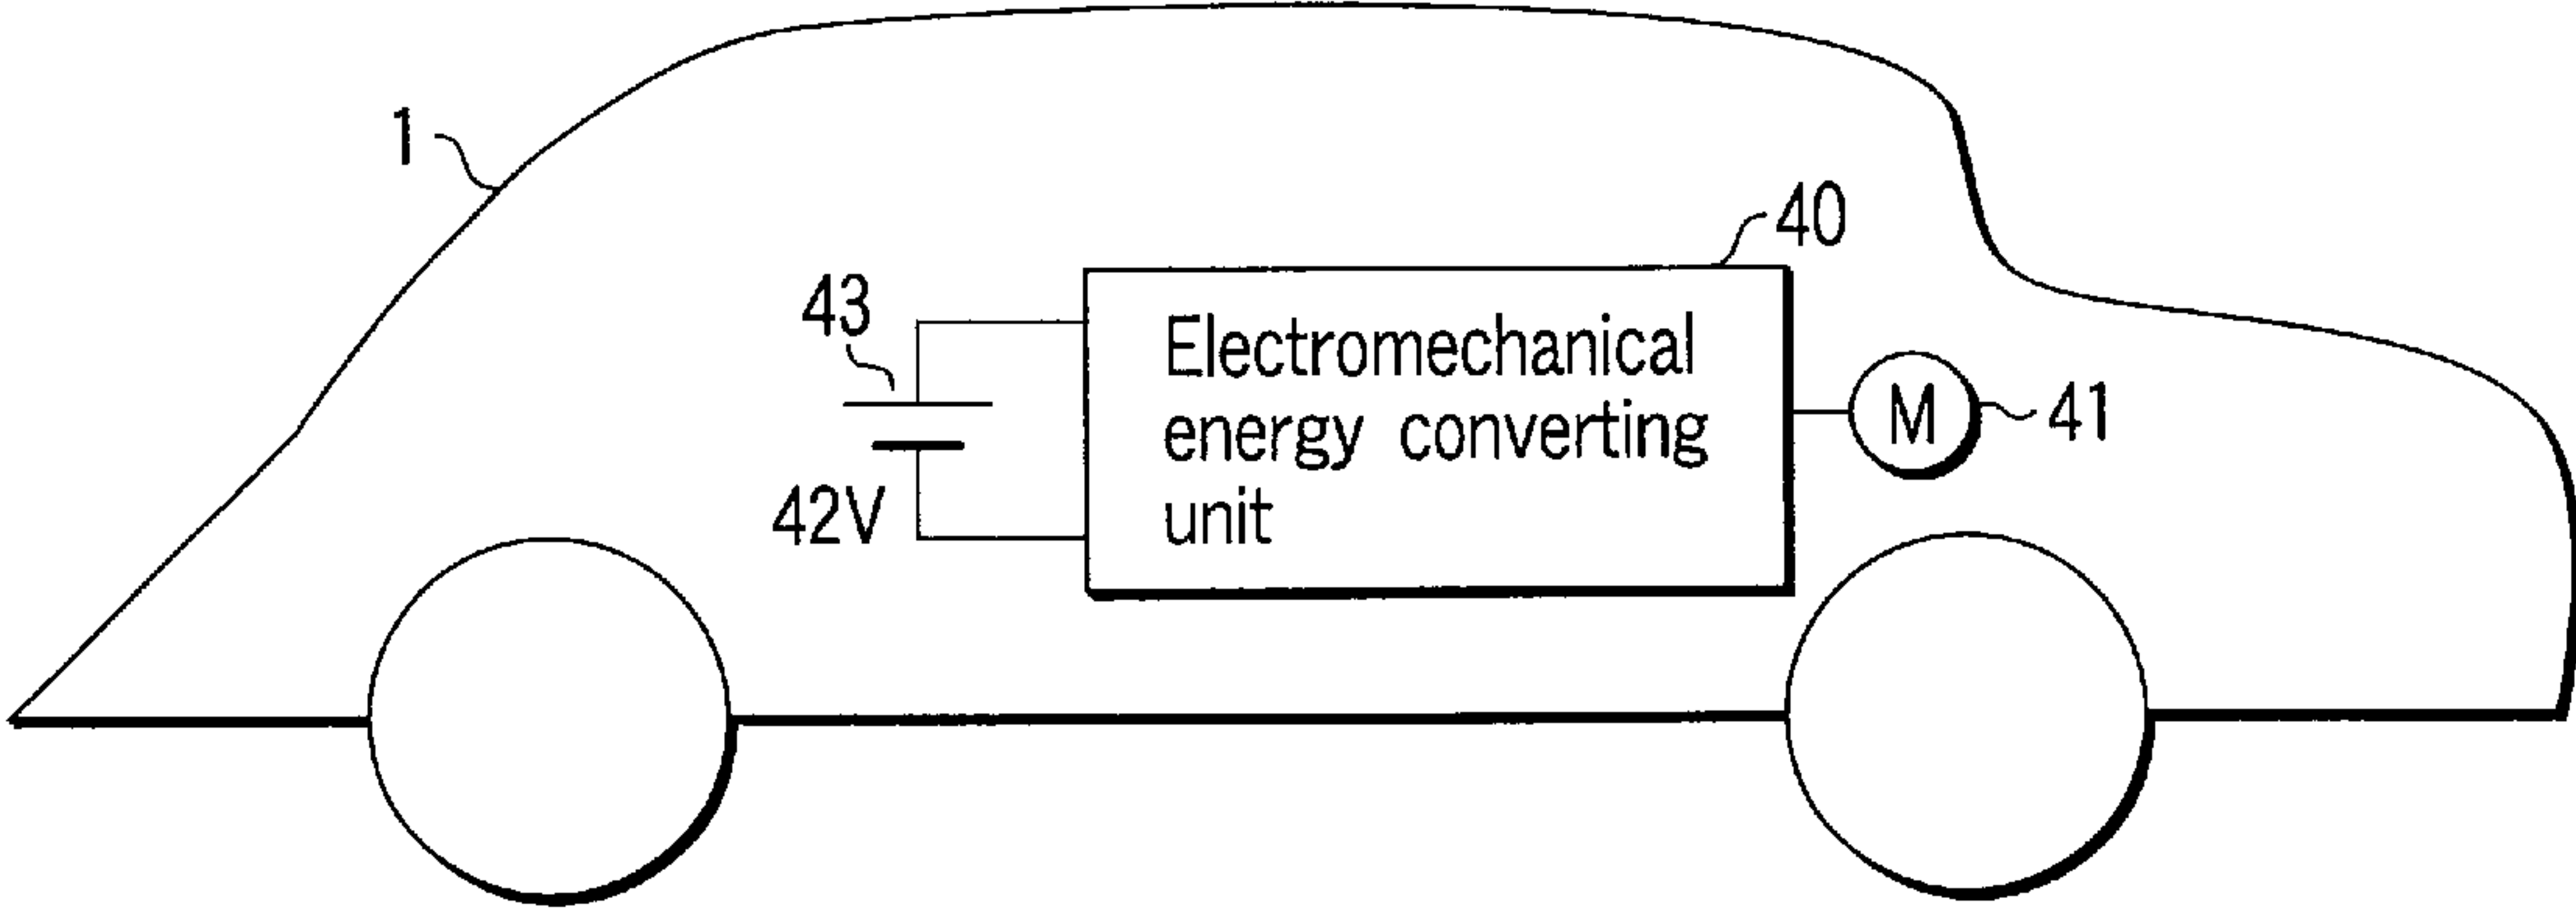 1
40
43
Electromechanical
energy converting
unit
M
41
42V